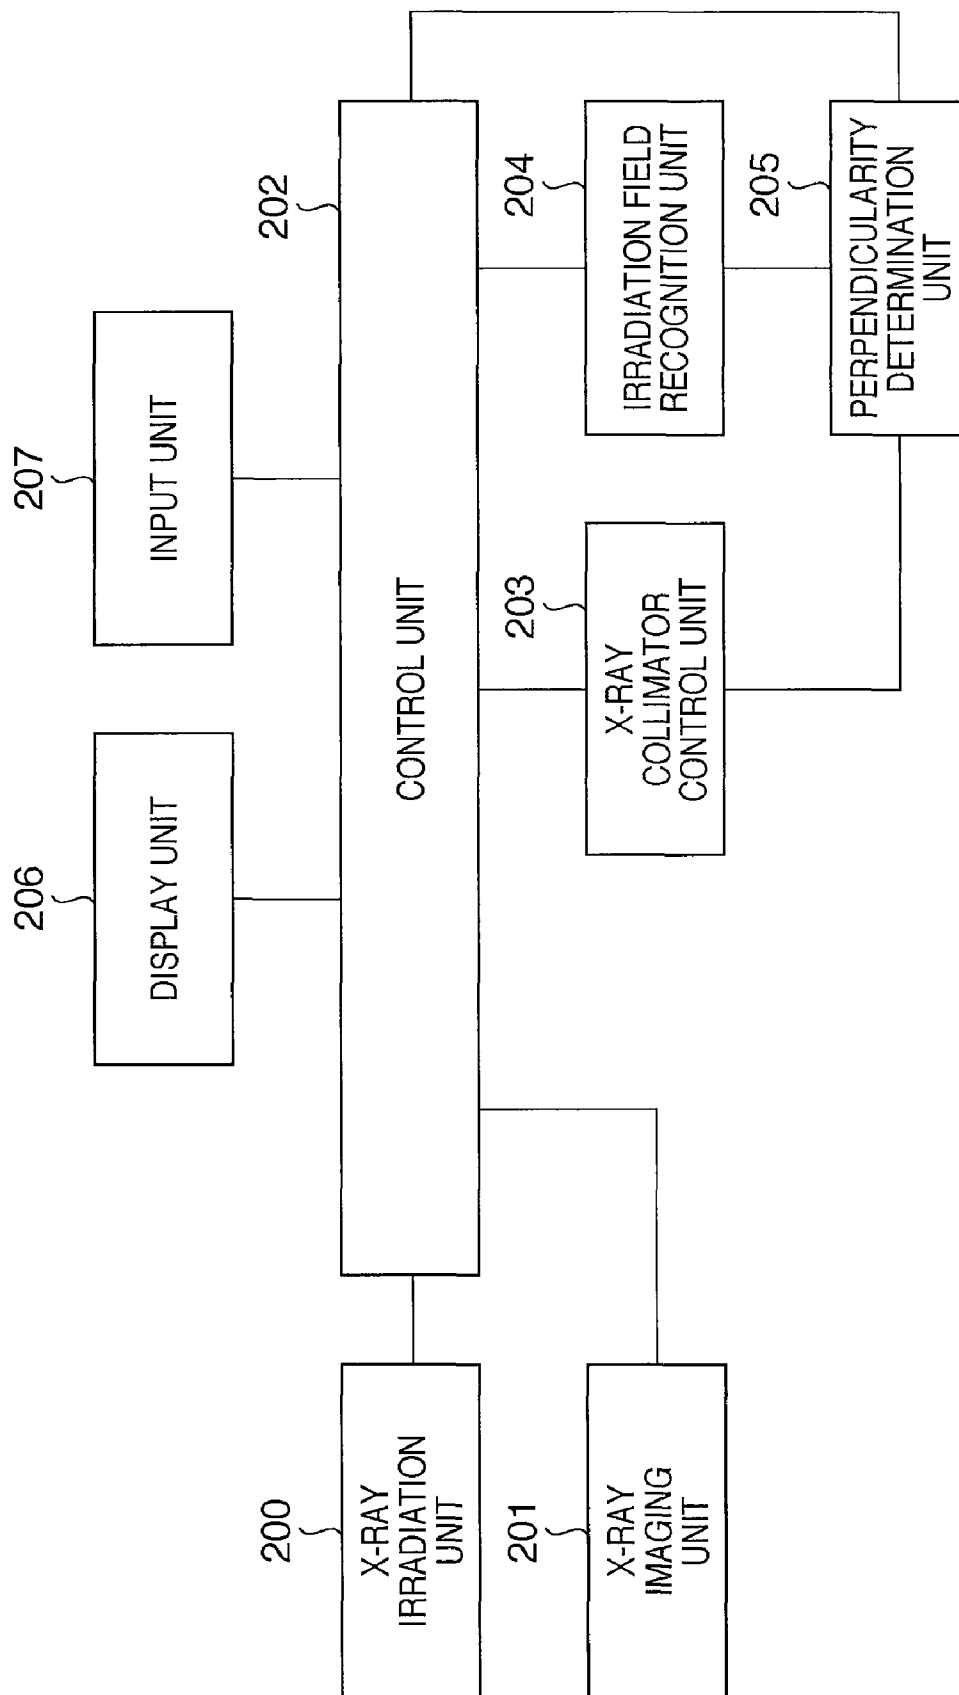 206
DISPLAY UNIT
207
INPUT UNIT
200
X-RAY
IRRADIATION
UNIT
202
CONTROL UNIT
201
X-RAY
IMAGING
UNIT
203
X-RAY
COLLIMATOR
CONTROL UNIT
204
IRRADIATION FIELD
RECOGNITION UNIT
205
PERPENDICULARITY
DETERMINATION
UNIT